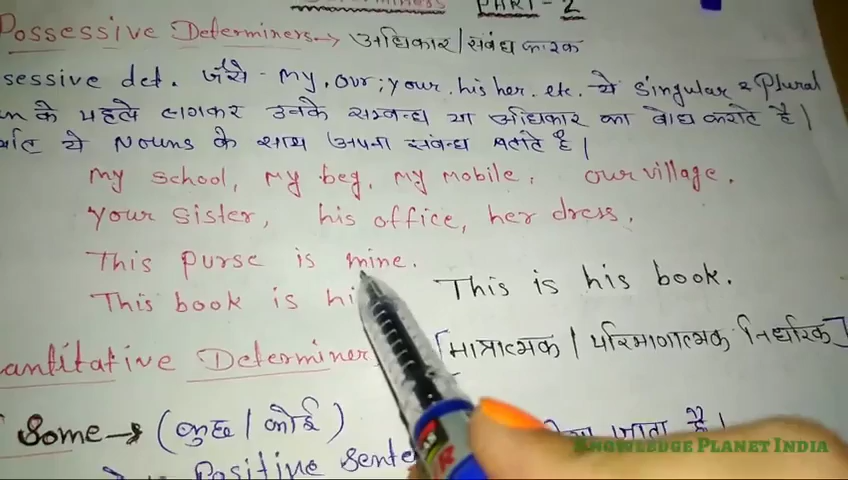 PART-2
Possessive Determiners→ अधिकार/संबंध कारक
sessive det. जैसे - my, our, your, his her. etc. ये singular & Plural
के पहले लगकर उनके सम्बन्ध या अधिकार का बोध कराते है।
ये Nouns के साथ अपना संबंध बताते है।
My school, my beg, my mobile, our village,
Your sister, his office, her dress.
This purse is mine.
This book is hi
This is his book.
antitative Determiner
[मात्रात्मक / परिमाणात्मक निर्धारक]
Some → (कुछ / कोई)
जाता है।
Positive Sente
KNOWLEDGE PLANET INDIA